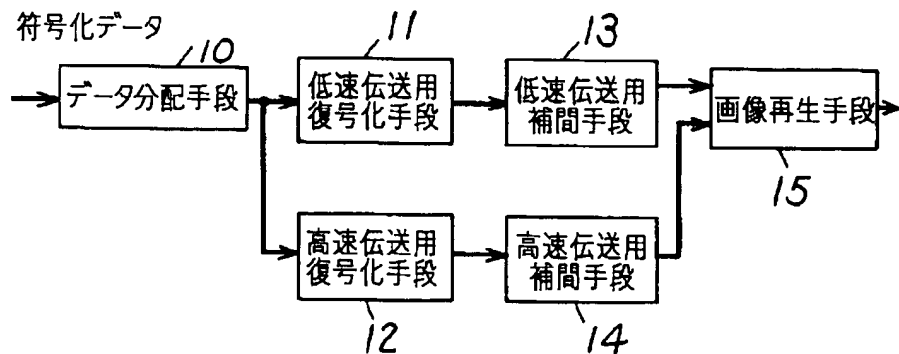 符号化データ
10
データ分配手段
11
低速伝送用
復号化手段
13
低速伝送用
補間手段
画像再生手段
15
高速伝送用
復号化手段
12
高速伝送用
補間手段
14